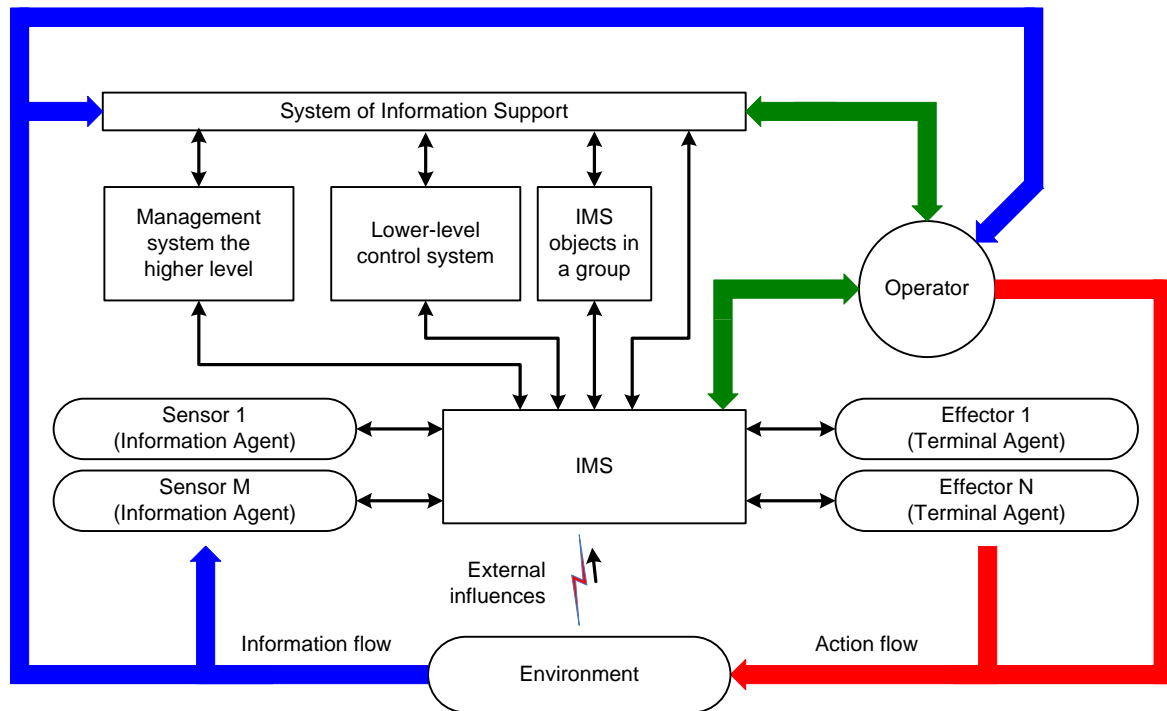 System of Information Support
Management
system the
higher level
Lower-level
control system
IMS
objects in
a group
Operator
Sensor 1
(Information Agent)
Sensor M
(Information Agent)
IMS
Effector 1
(Terminal Agent)
Effector N
(Terminal Agent)
External
influences
Information flow
Environment
Action flow